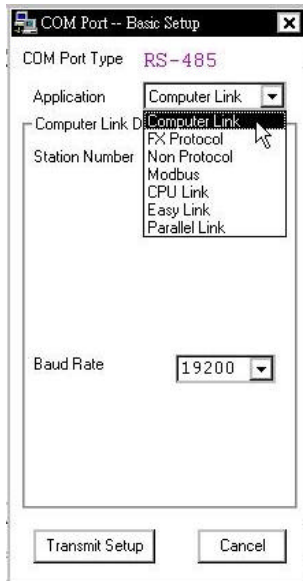 COM Port -- Basic Setup
COM Port Type RS-485
Application Computer Link
Computer Link D
Computer Link
FX Protocol
Station Number
Non Protocol
Modbus
CPU Link
Easy Link
Parallel Link
Baud Rate 19200
Transmit Setup Cancel